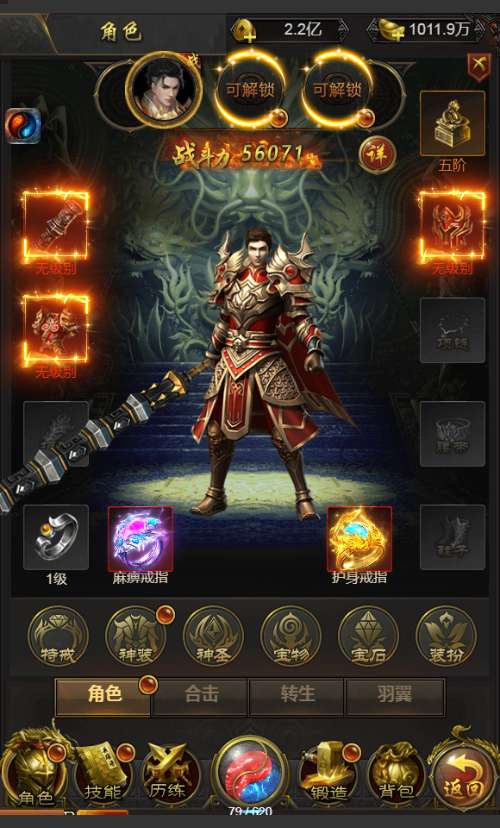 角色
2.2亿
1011.9万
战
可解锁
可解锁
战斗力 56071
详
五阶
无级别
无级别
无级别
项链
腰带
靴子
1级
麻痹戒指
护身戒指
特戒
神装
神圣
宝物
宝石
装扮
角色
合击
转生
羽翼
角色
技能
历练
锻造
背包
返回
79 / 620